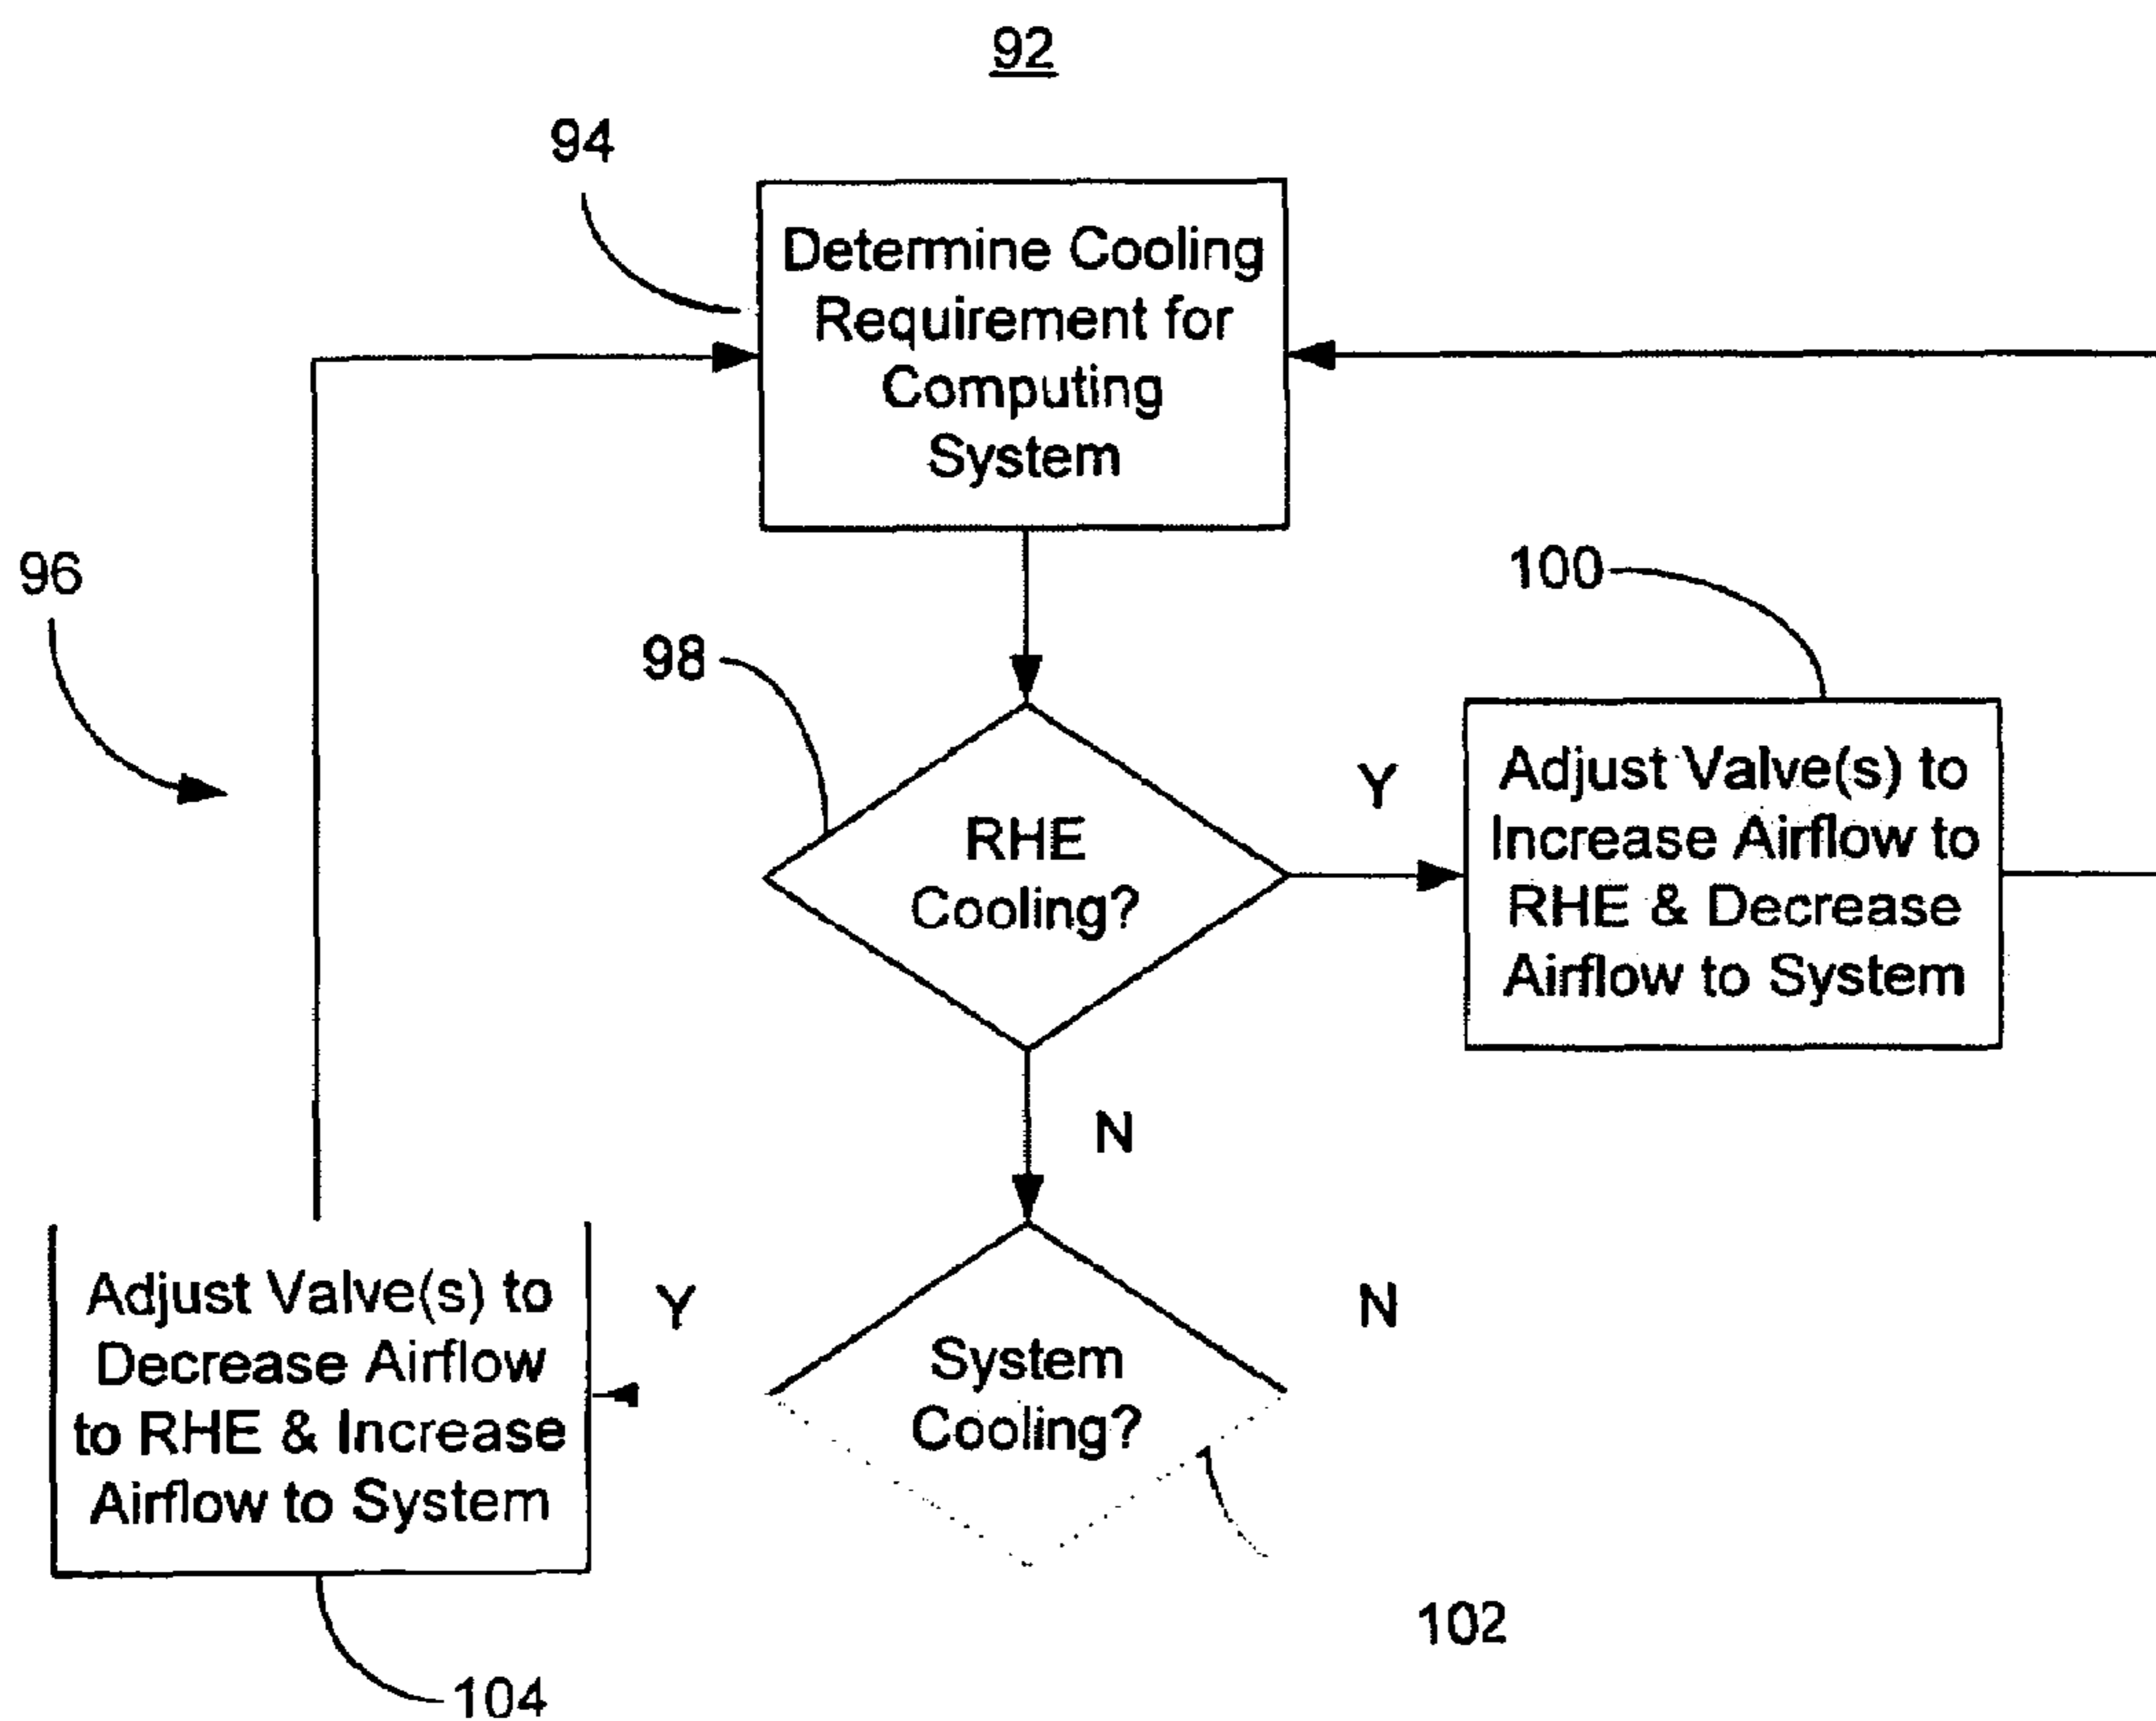 92
94
Determine Cooling
Requirement for
Computing
System
96
98
100
RHE
Cooling?
Y
Adjust Valve(s) to
Increase Airflow to
RHE & Decrease
Airflow to System
N
Adjust Valve(s) to
Decrease Airflow
to RHE & Increase
Airflow to System
Y
System
Cooling?
N
102
104